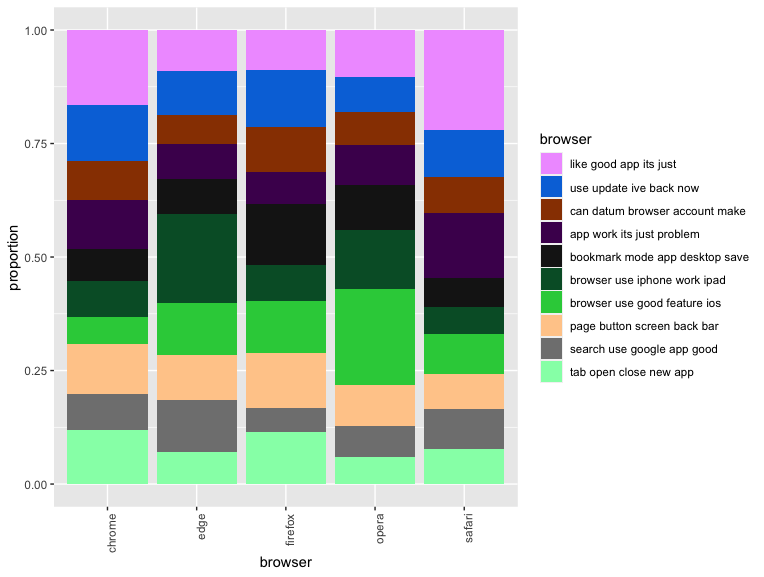 1.00
0.75
0.50
0.25
0.00
proportion
chrome
edge
firefox
opera
safari
browser
browser
like good app its just
use update ive back now
can datum browser account make
app work its just problem
bookmark mode app desktop save
browser use iphone work ipad
browser use good feature ios
page button screen back bar
search use google app good
tab open close new app